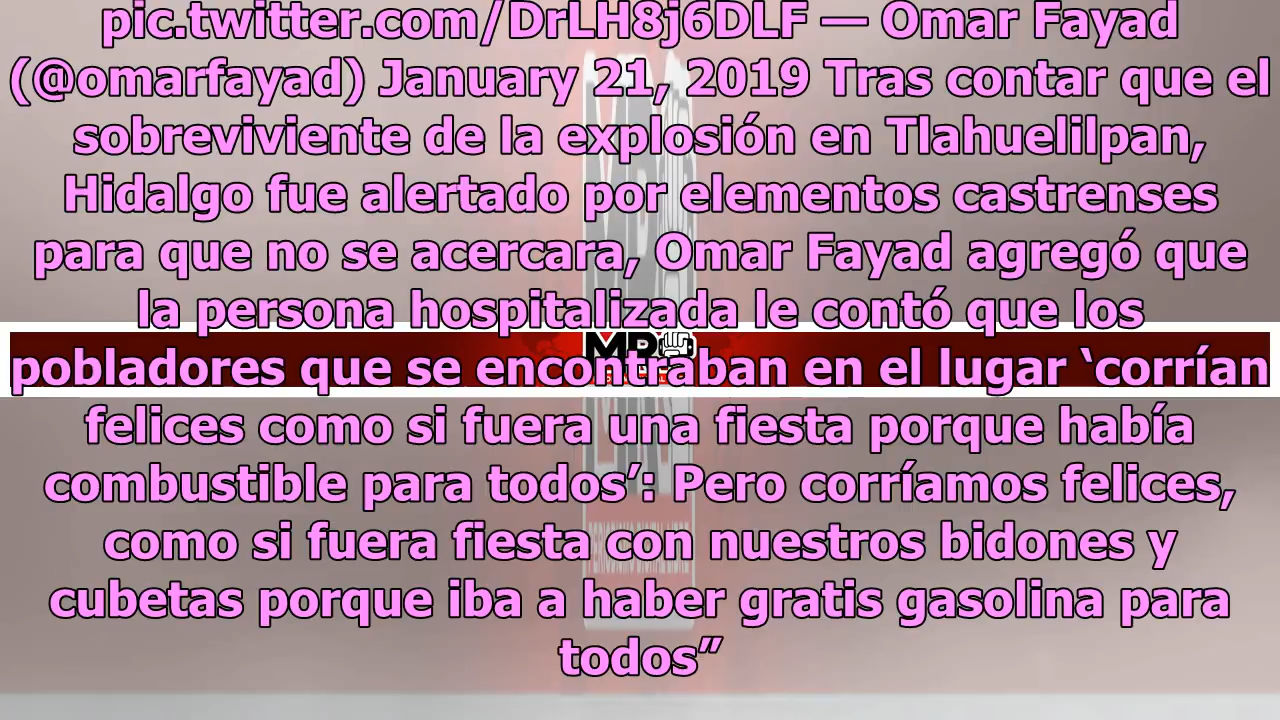 pic.twitter.com/DrLH8j6DLF — Omar Fayad
(@omarfayad) January 21, 2019 Tras contar que el
sobreviviente de la explosión en Tlahuelilpan,
Hidalgo fue alertado por elementos castrenses
para que no se acercara, Omar Fayad agregó que
la persona hospitalizada le contó que los
pobladores que se encontraban en el lugar ‘corrían
felices como si fuera una fiesta porque había
combustible para todos’: Pero corríamos felices,
como si fuera fiesta con nuestros bidones y
cubetas porque iba a haber gratis gasolina para
todos”